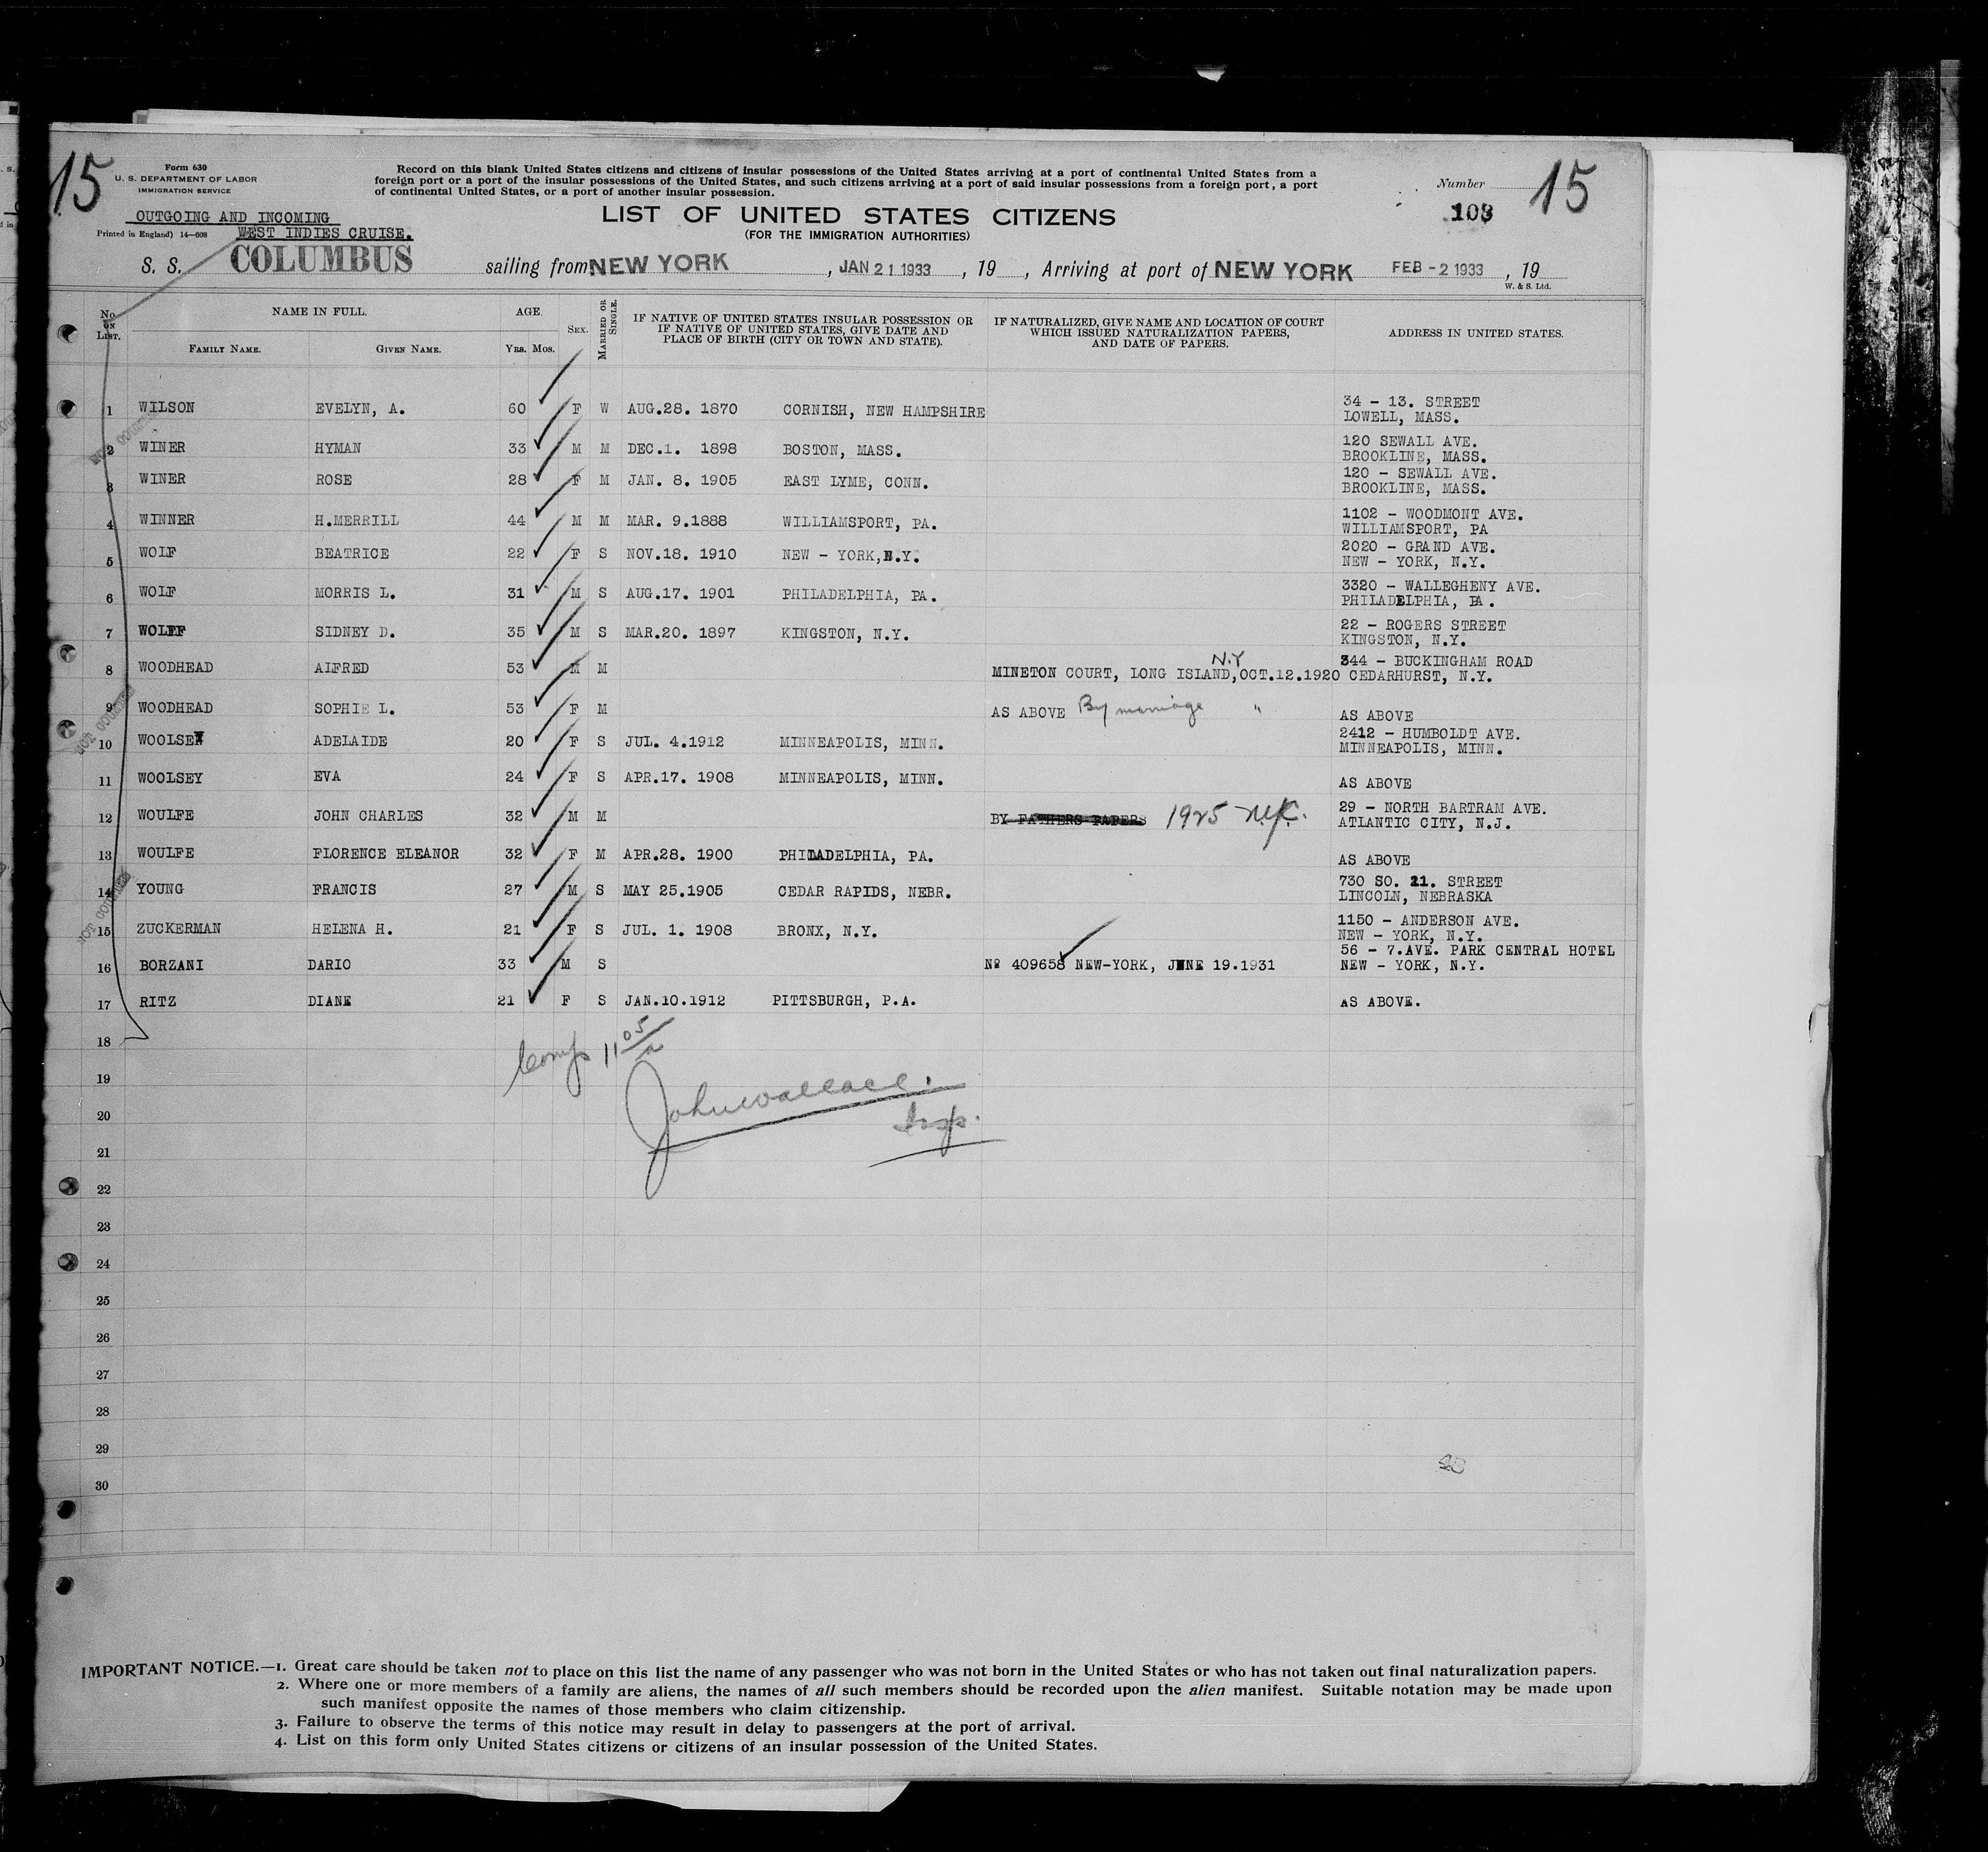 15
Form 630
U. S. DEPARTMENT OF LABOR
IMMIGRATION SERVICE
Record on this blank United States citizens and citizens of insular possessions of the United States arriving at a port of continental United States from a
foreign port or a port of the insular possessions of the United States, and such citizens arriving at a port of said insular possessions from a foreign port, a port
of continental United States, or a port of another insular possession.
Number 15
103
OUTGOING AND INCOMING
WEST INDIES CRUISE.
Printed in England) 14—608
LIST OF UNITED STATES CITIZENS
(FOR THE IMMIGRATION AUTHORITIES)
S. S. COLUMBUS sailing from NEW YORK, JAN 21 1933, 19 , Arriving at port of NEW YORK FEB - 2 1933, 19
W. & S. Ltd.
No. ON LIST. NAME IN FULL. AGE. SEX. MARRIED OR SINGLE. IF NATIVE OF UNITED STATES INSULAR POSSESSION OR IF NATIVE OF UNITED STATES, GIVE DATE AND PLACE OF BIRTH (CITY OR TOWN AND STATE). IF NATURALIZED, GIVE NAME AND LOCATION OF COURT WHICH ISSUED NATURALIZATION PAPERS, AND DATE OF PAPERS. ADDRESS IN UNITED STATES.
FAMILY NAME. GIVEN NAME. YRS. MOS.
1 WILSON EVELYN, A. 60 F W AUG.28. 1870 CORNISH, NEW HAMPSHIRE 34 - 13. STREET
LOWELL, MASS.
NOT COUNTED
2 WINER HYMAN 33 M M DEC.1. 1898 BOSTON, MASS. 120 SEWALL AVE.
BROOKLINE, MASS.
3 WINER ROSE 28 F M JAN. 8. 1905 EAST LYME, CONN. 120 - SEWALL AVE.
BROOKLINE, MASS.
4 WINNER H.MERRILL 44 M M MAR. 9.1888 WILLIAMSPORT, PA. 1102 - WOODMONT AVE.
WILLIAMSPORT, PA
5 WOLF BEATRICE 22 F S NOV.18. 1910 NEW - YORK,N.Y. 2020 - GRAND AVE.
NEW - YORK, N.Y.
6 WOLF MORRIS L. 31 M S AUG.17. 1901 PHILADELPHIA, PA. 3320 - WALLEGHENY AVE.
PHILADELPHIA, PA.
7 WOLFF SIDNEY D. 35 M S MAR.20. 1897 KINGSTON, N.Y. 22 - ROGERS STREET
KINGSTON, N.Y.
8 WOODHEAD ALFRED 53 M M MINETON COURT, LONG ISLAND, N.Y OCT.12.1920 344 - BUCKINGHAM ROAD
CEDARHURST, N.Y.
9 WOODHEAD SOPHIE L. 53 F M AS ABOVE By marriage " AS ABOVE
NOT COUNTED
10 WOOLSEY ADELAIDE 20 F S JUL. 4.1912 MINNEAPOLIS, MINN. 2412 - HUMBOLDT AVE.
MINNEAPOLIS, MINN.
11 WOOLSEY EVA 24 F S APR.17. 1908 MINNEAPOLIS, MINN. AS ABOVE
12 WOULFE JOHN CHARLES 32 M M BY FATHERS PAPERS 1925 N.Y.C. 29 - NORTH BARTRAM AVE.
ATLANTIC CITY, N.J.
13 WOULFE FLORENCE ELEANOR 32 F M APR.28. 1900 PHILADELPHIA, PA. AS ABOVE
14 YOUNG FRANCIS 27 M S MAY 25.1905 CEDAR RAPIDS, NEBR. 730 SO. 21. STREET
LINCOLN, NEBRASKA
NOT COUNTED
15 ZUCKERMAN HELENA H. 21 F S JUL. 1. 1908 BRONX, N.Y. 1150 - ANDERSON AVE.
NEW - YORK, N.Y.
16 BORZANI DARIO 33 M S No 409658 NEW-YORK, JUNE 19.1931 56 - 7.AVE. PARK CENTRAL HOTEL
NEW - YORK, N.Y.
17 RITZ DIANE 21 F S JAN.10.1912 PITTSBURGH, P.A. AS ABOVE.
18
Comp 11 05/a
19
John Wallace.
20
Insp.
21
22
23
24
25
26
27
28
29
30
IMPORTANT NOTICE.—1. Great care should be taken not to place on this list the name of any passenger who was not born in the United States or who has not taken out final naturalization papers.
2. Where one or more members of a family are aliens, the names of all such members should be recorded upon the alien manifest. Suitable notation may be made upon
such manifest opposite the names of those members who claim citizenship.
3. Failure to observe the terms of this notice may result in delay to passengers at the port of arrival.
4. List on this form only United States citizens or citizens of an insular possession of the United States.